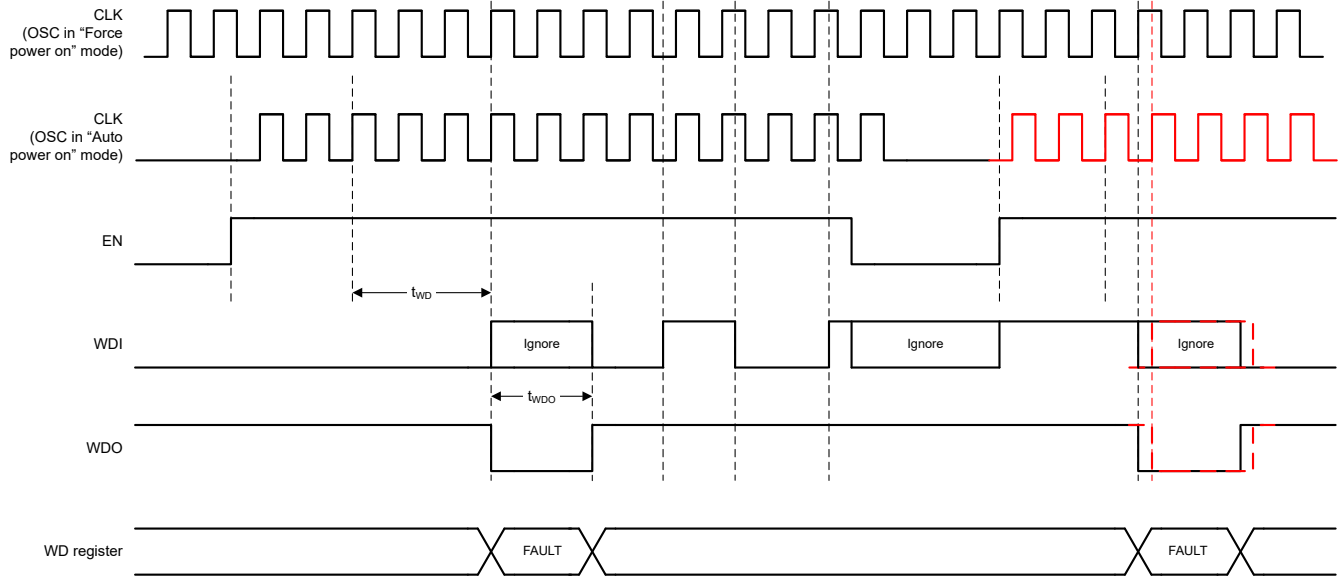 CLK
(OSC in “Force
power on” mode)
CLK
(OSC in “Auto
power on” mode)
EN
tWD
WDI
Ignore
Ignore
Ignore
tWDO
WDO
WD register
FAULT
FAULT